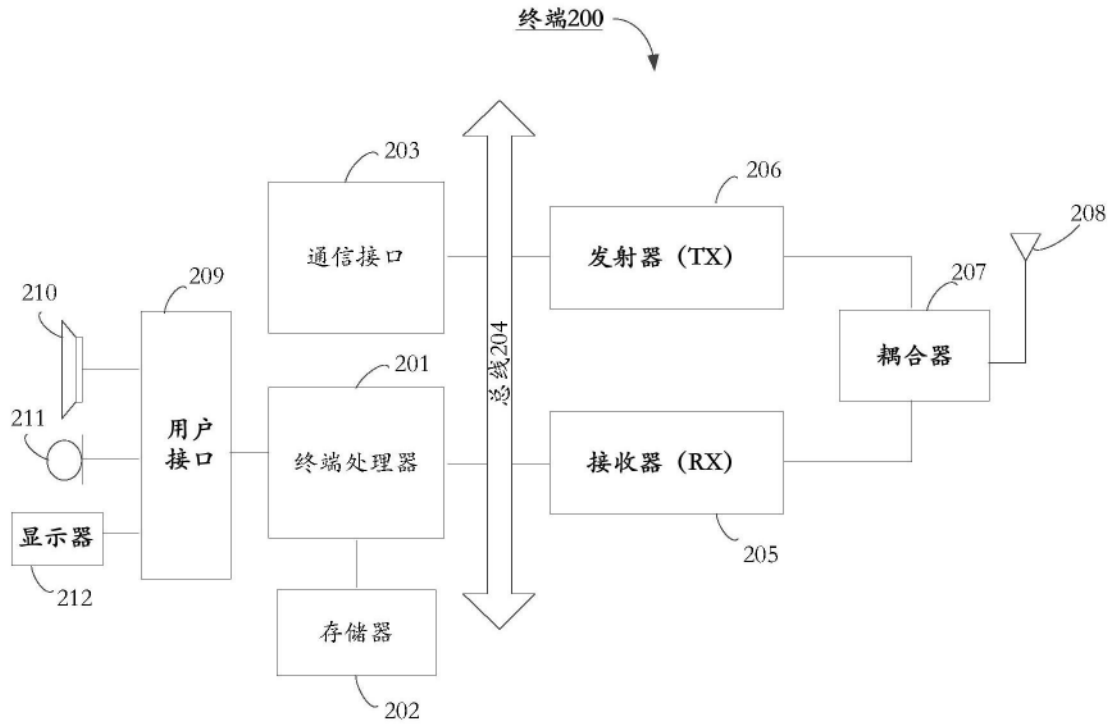 终端200
203
通信接口
206
发射器（TX）
208
207
耦合器
209
210
用户
接口
211
显示器
212
201
终端处理器
总线204
接收器（RX）
205
存储器
202